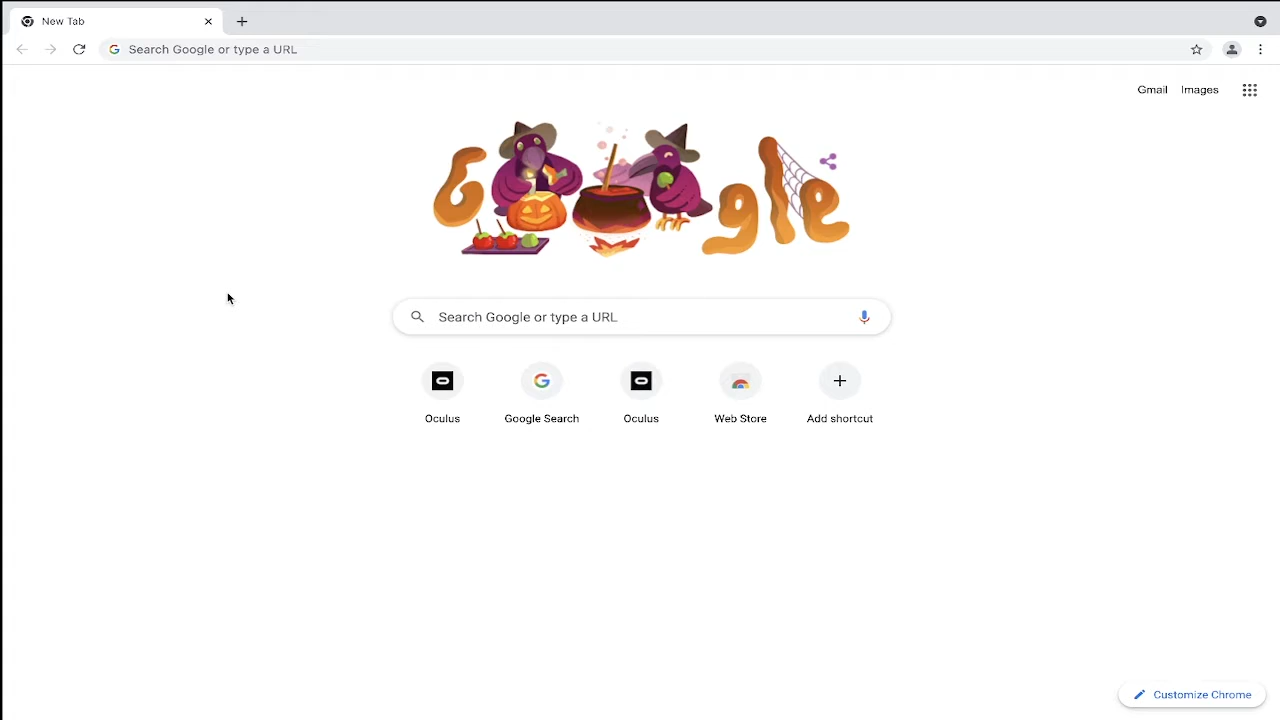 New Tab
Search Google or type a URL
Gmail Images
Google
Search Google or type a URL
Oculus Google Search Oculus Web Store Add shortcut
Customize Chrome